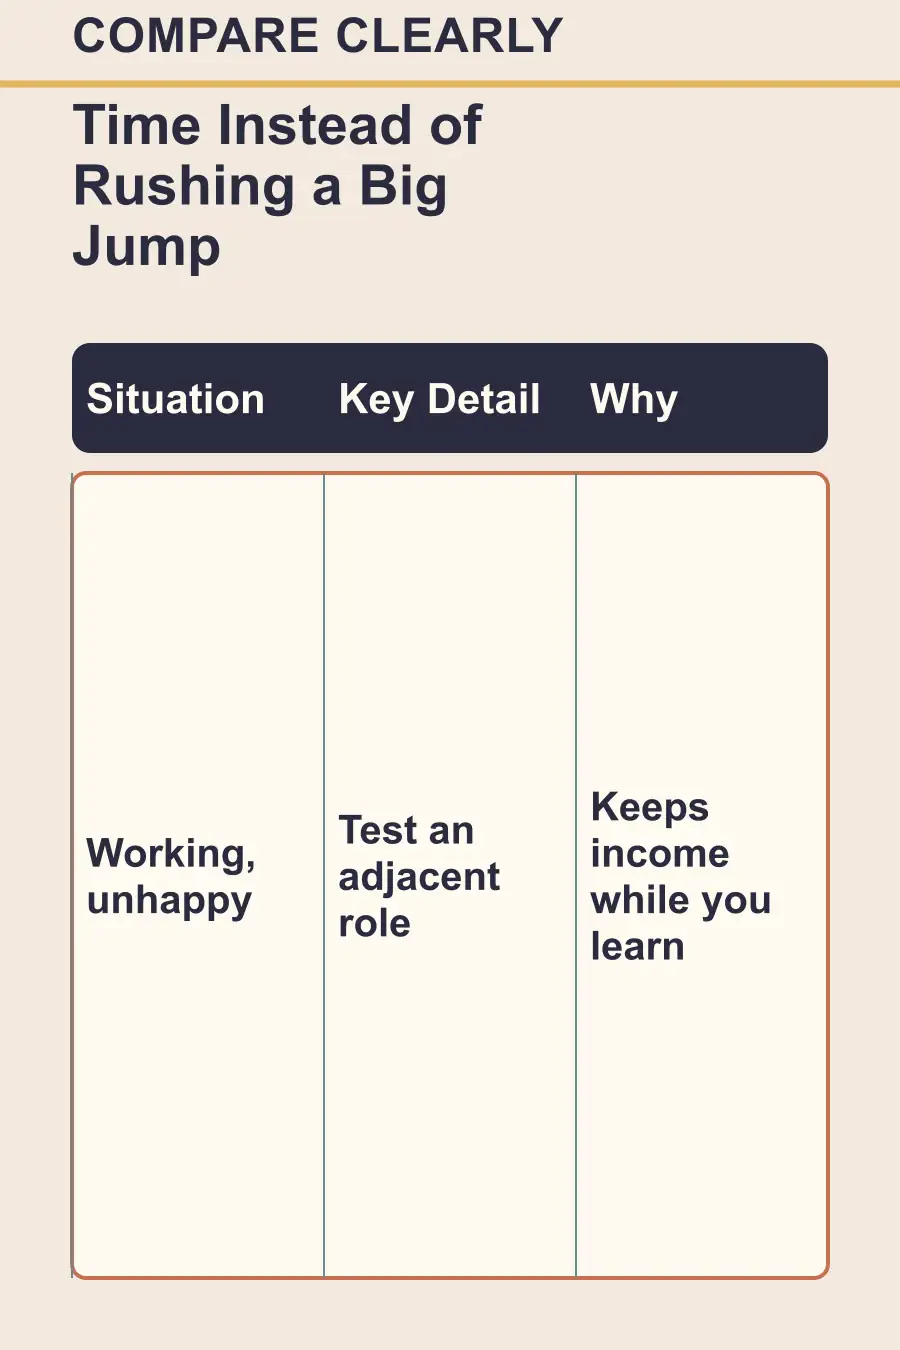 COMPARE CLEARLY
Time Instead of
Rushing a Big
Jump
Situation
Key Detail
Why
Working,
unhappy
Test an
adjacent
role
Keeps
income
while you
learn